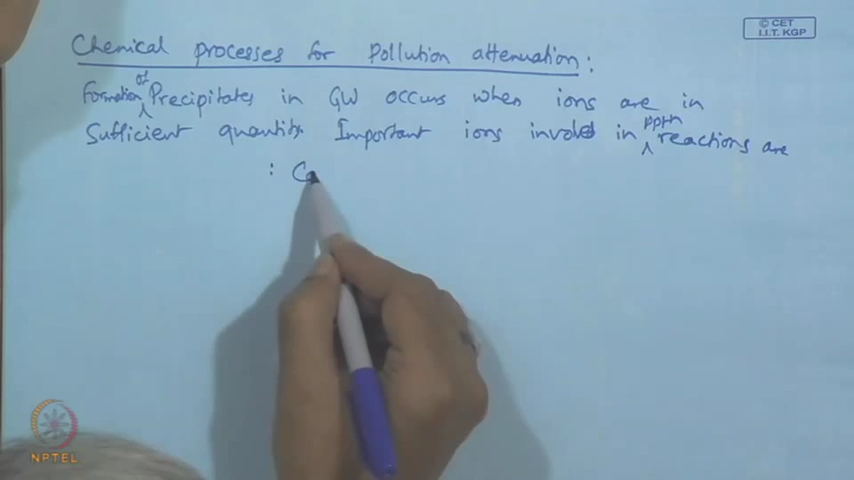 © CET
I.I.T. KGP
Chemical processes for Pollution attenuation:
Formation of Precipitates in GW occurs when ions are in
Sufficient quantity. Important ions involved in pptn reactions are
: Ca
NPTEL